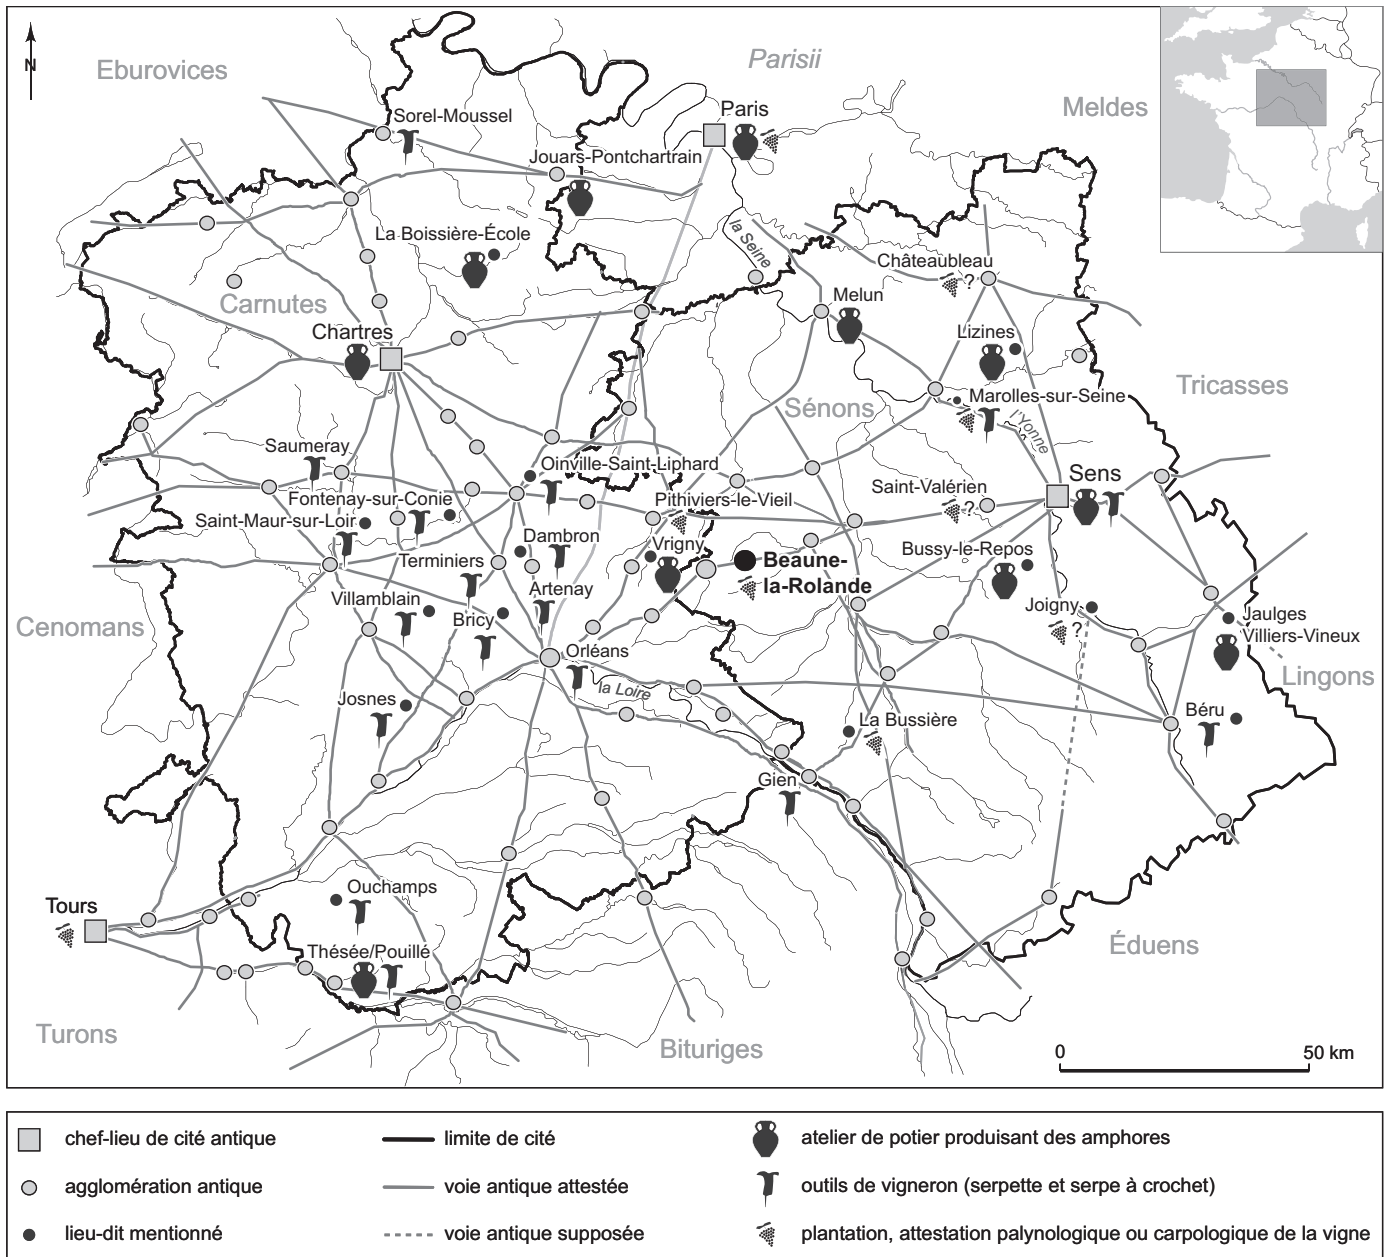 N
Eburovices
Parisii
Meldes
Sorel-Moussel
Paris
Jouars-Pontchartrain
la Seine
La Boissière-École
Châteaubleau
?
Carnutes
Melun
Chartres
Lizines
Tricasses
Marolles-sur-Seine
Sénons
l'Yonne
Saumeray
Oinville-Saint-Liphard
Sens
Fontenay-sur-Conie
Pithiviers-le-Vieil
Saint-Valérien
?
Saint-Maur-sur-Loir
Dambron
Vrigny
Bussy-le-Repos
Terminiers
Beaune-
la-Rolande
Artenay
Villamblain
Bricy
Joigny
?
Jaulges
Villiers-Vineux
Cenomans
Orléans
Lingons
la Loire
Josnes
La Bussière
Béru
Gien
Ouchamps
Tours
Thésée/Pouillé
Éduens
Turons
Bituriges
0
50 km
chef-lieu de cité antique
limite de cité
atelier de potier produisant des amphores
agglomération antique
voie antique attestée
outils de vigneron (serpette et serpe à crochet)
lieu-dit mentionné
voie antique supposée
plantation, attestation palynologique ou carpologique de la vigne